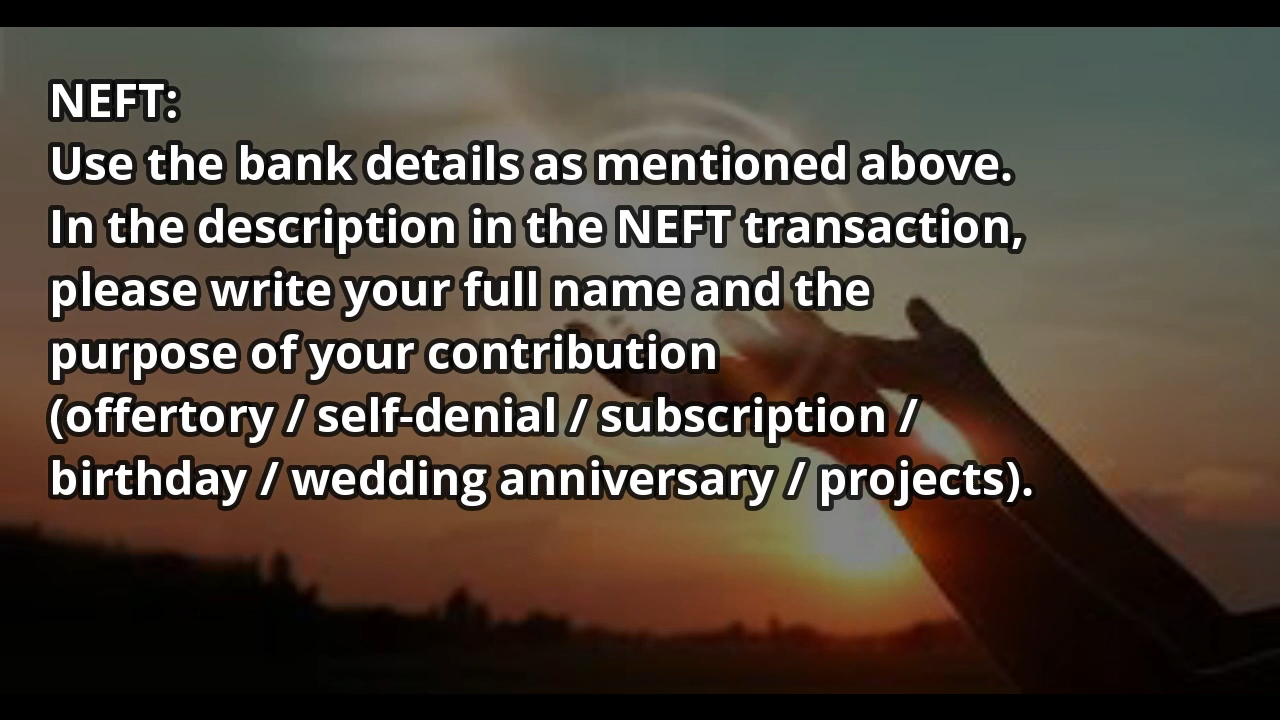 NEFT:
Use the bank details as mentioned above.
In the description in the NEFT transaction,
please write your full name and the
purpose of your contribution
(offertory / self-denial / subscription /
birthday / wedding anniversary / projects).